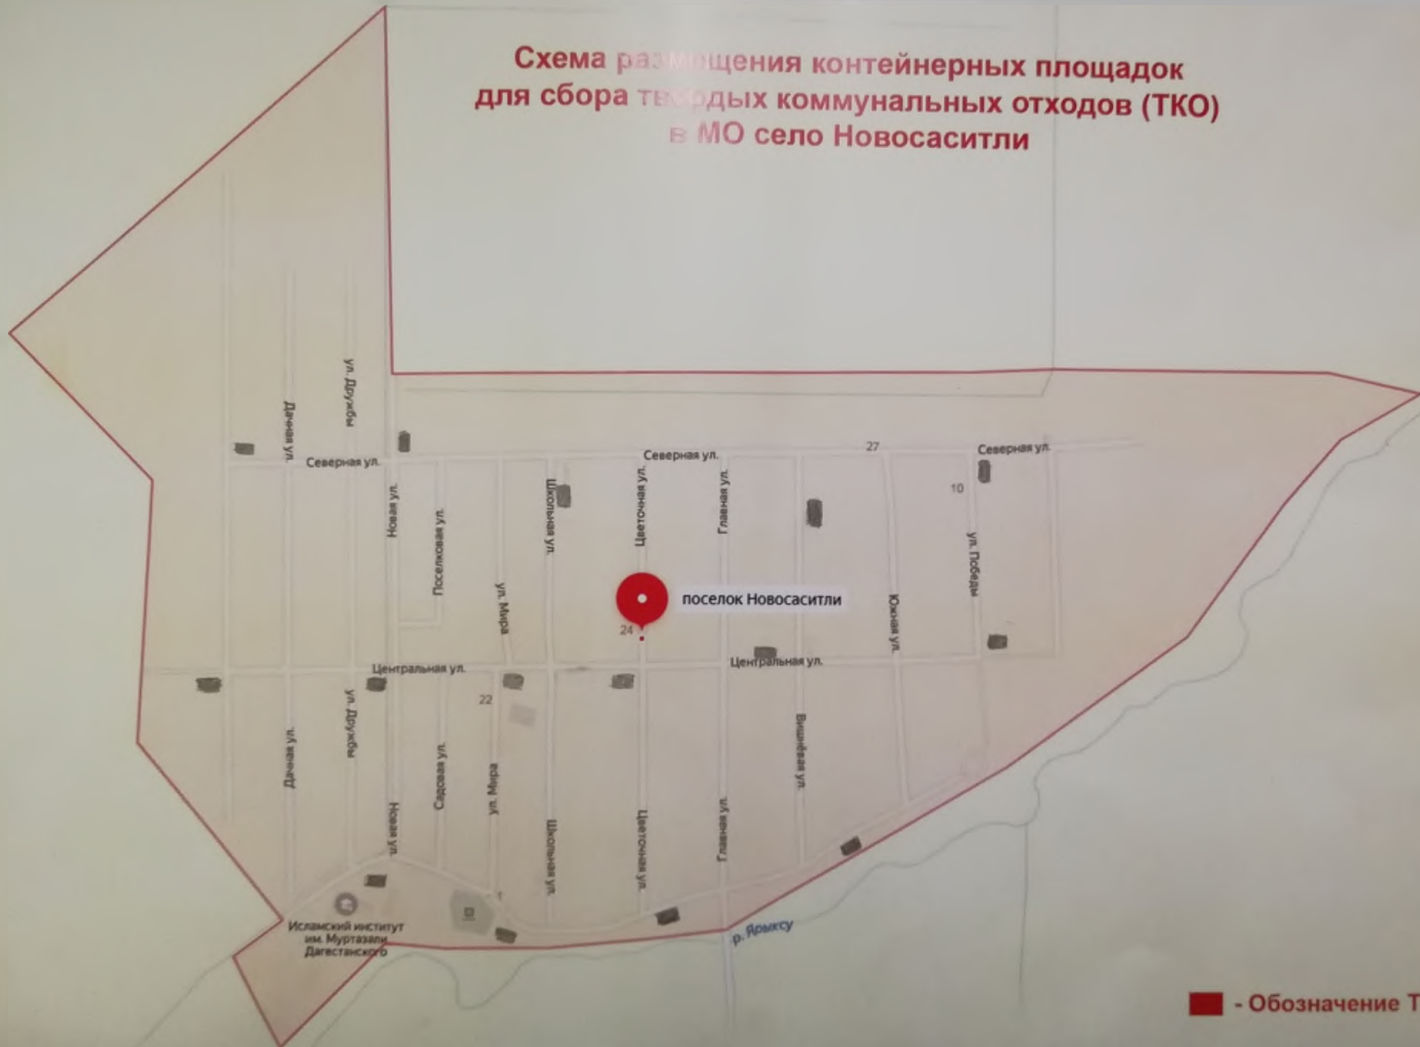 Схема размещения контейнерных площадок
для сбора твердых коммунальных отходов (ТКО)
в МО село Новосаситли
ул. Дружбы
Дачная ул.
Северная ул.
Северная ул.
27
Северная ул.
10
Новая ул.
Поселковая ул.
ул. Мира
Школьная ул.
Цветочная ул.
Главная ул.
Южная ул.
ул. Победы
поселок Новосаситли
24
Центральная ул.
Центральная ул.
22
Дачная ул.
ул. Дружбы
Новая ул.
Садовая ул.
ул. Мира
Школьная ул.
Цветочная ул.
Главная ул.
Вишнёвая ул.
Исламский институт
им. Муртазали
Дагестанского
р. Ярыксу
- Обозначение